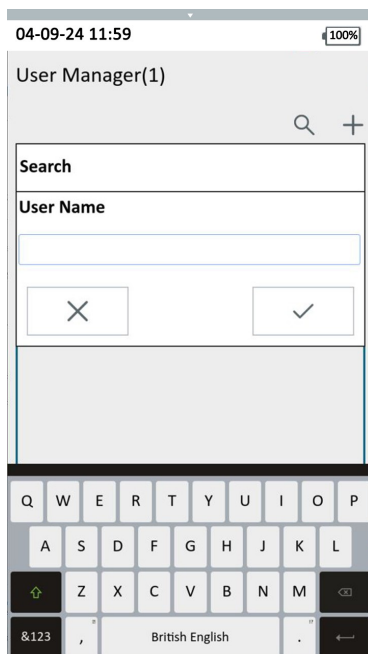 04-09-24 11:59 100%
User Manager(1)
Search
User Name
Q W E R T Y U I O P
A S D F G H J K L
Z X C V B N M
&123 , " British English . !?